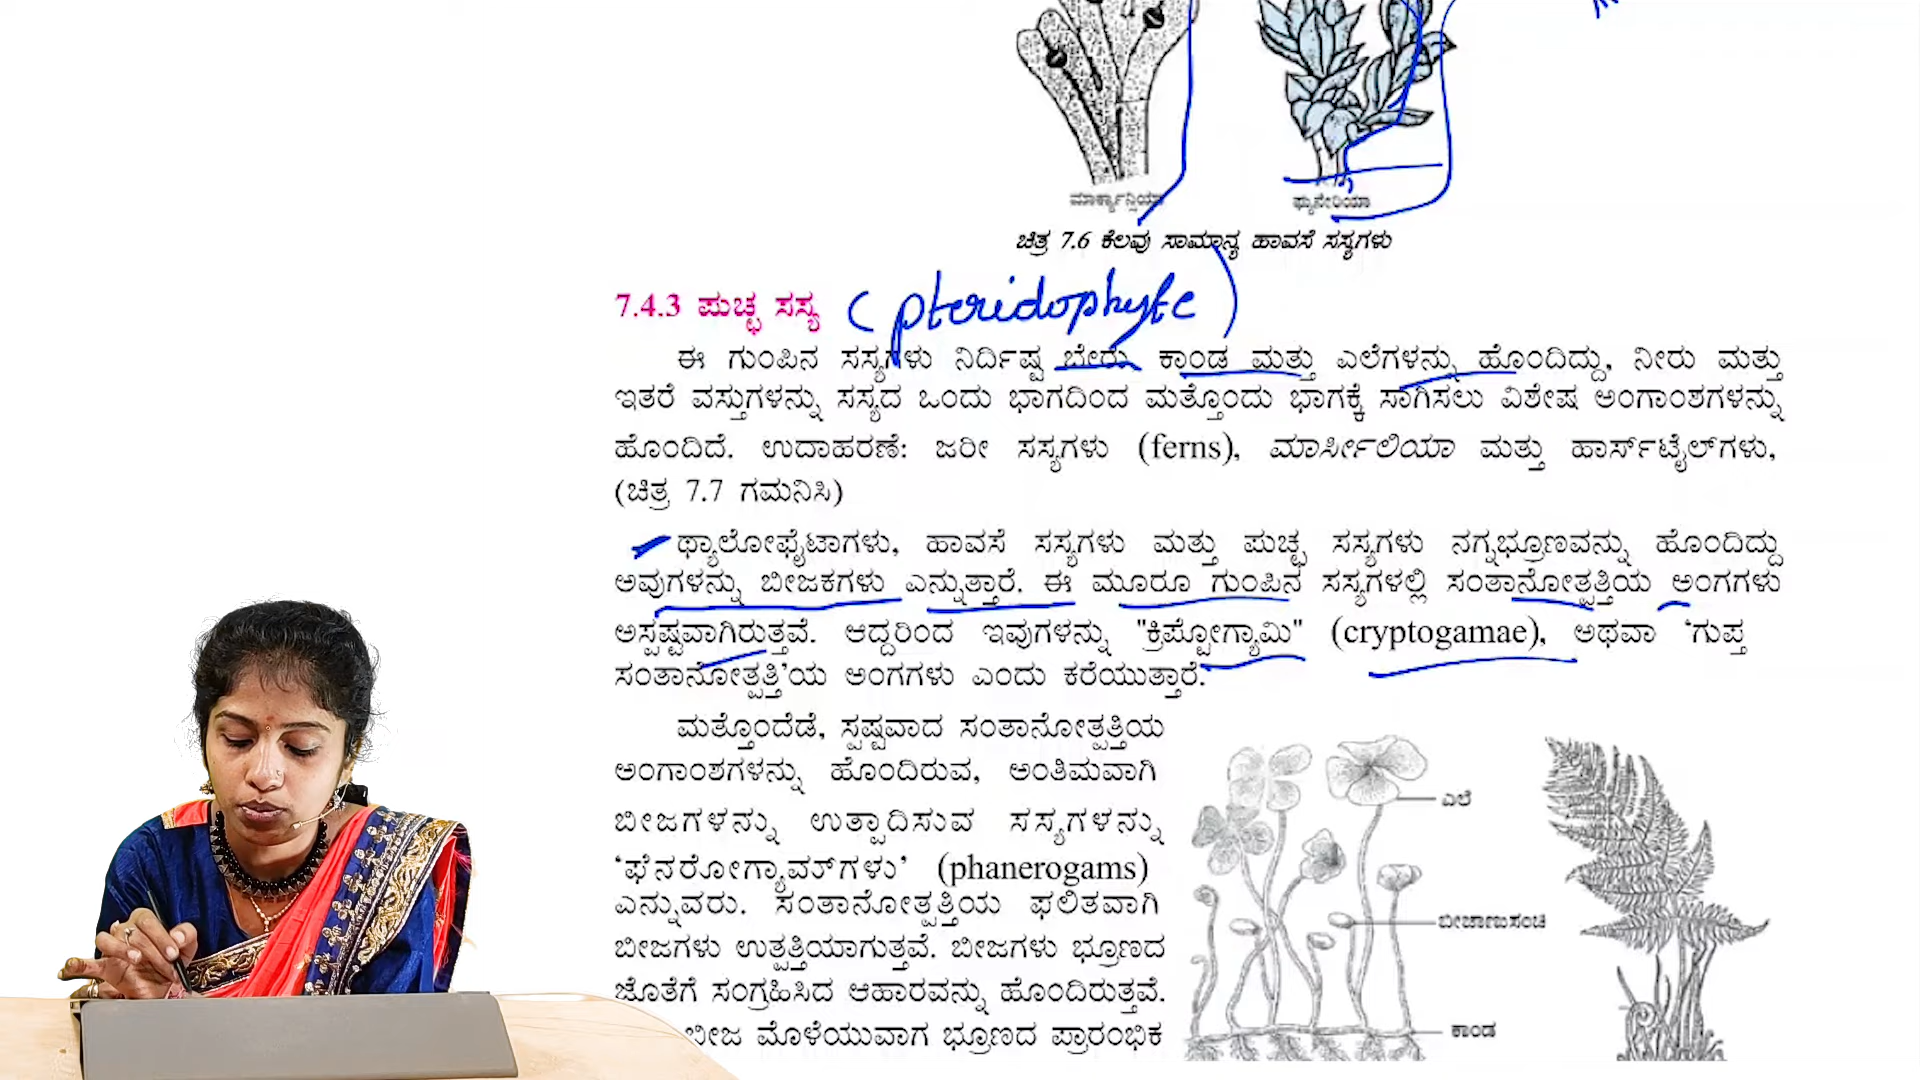 ಮಾರ್ಕ್ಯಾನ್ಷಿಯಾ
ಫ್ಯುನೇರಿಯಾ
ಚಿತ್ರ 7.6 ಕೆಲವು ಸಾಮಾನ್ಯ ಹಾವಸೆ ಸಸ್ಯಗಳು
7.4.3 ಪುಚ್ಛ ಸಸ್ಯ (pteridophyte)
ಈ ಗುಂಪಿನ ಸಸ್ಯಗಳು ನಿರ್ದಿಷ್ಟ ಬೇರು ಕಾಂಡ ಮತ್ತು ಎಲೆಗಳನ್ನು ಹೊಂದಿದ್ದು, ನೀರು ಮತ್ತು
ಇತರೆ ವಸ್ತುಗಳನ್ನು ಸಸ್ಯದ ಒಂದು ಭಾಗದಿಂದ ಮತ್ತೊಂದು ಭಾಗಕ್ಕೆ ಸಾಗಿಸಲು ವಿಶೇಷ ಅಂಗಾಂಶಗಳನ್ನು
ಹೊಂದಿದೆ. ಉದಾಹರಣೆ: ಜರೀ ಸಸ್ಯಗಳು (ferns), ಮಾರ್ಸೀಲಿಯಾ ಮತ್ತು ಹಾರ್ಸ್‌ಟೈಲ್‌ಗಳು,
(ಚಿತ್ರ 7.7 ಗಮನಿಸಿ)
ಥ್ಯಾಲೋಫೈಟಾಗಳು, ಹಾವಸೆ ಸಸ್ಯಗಳು ಮತ್ತು ಪುಚ್ಛ ಸಸ್ಯಗಳು ನಗ್ನಭ್ರೂಣವನ್ನು ಹೊಂದಿದ್ದು
ಅವುಗಳನ್ನು ಬೀಜಕಗಳು ಎನ್ನುತ್ತಾರೆ. ಈ ಮೂರೂ ಗುಂಪಿನ ಸಸ್ಯಗಳಲ್ಲಿ ಸಂತಾನೋತ್ಪತ್ತಿಯ ಅಂಗಗಳು
ಅಸ್ಪಷ್ಟವಾಗಿರುತ್ತವೆ. ಆದ್ದರಿಂದ ಇವುಗಳನ್ನು "ಕ್ರಿಪ್ಟೋಗ್ಯಾಮಿ" (cryptogamae), ಅಥವಾ ‘ಗುಪ್ತ
ಸಂತಾನೋತ್ಪತ್ತಿ’ಯ ಅಂಗಗಳು ಎಂದು ಕರೆಯುತ್ತಾರೆ.
ಮತ್ತೊಂದೆಡೆ, ಸ್ಪಷ್ಟವಾದ ಸಂತಾನೋತ್ಪತ್ತಿಯ
ಅಂಗಾಂಶಗಳನ್ನು ಹೊಂದಿರುವ, ಅಂತಿಮವಾಗಿ
ಬೀಜಗಳನ್ನು ಉತ್ಪಾದಿಸುವ ಸಸ್ಯಗಳನ್ನು
‘ಫೆನರೋಗ್ಯಾಮ್‌ಗಳು’ (phanerogams)
ಎನ್ನುವರು. ಸಂತಾನೋತ್ಪತ್ತಿಯ ಫಲಿತವಾಗಿ
ಬೀಜಗಳು ಉತ್ಪತ್ತಿಯಾಗುತ್ತವೆ. ಬೀಜಗಳು ಭ್ರೂಣದ
ಜೊತೆಗೆ ಸಂಗ್ರಹಿಸಿದ ಆಹಾರವನ್ನು ಹೊಂದಿರುತ್ತವೆ.
ಬೀಜ ಮೊಳೆಯುವಾಗ ಭ್ರೂಣದ ಪ್ರಾರಂಭಿಕ
ಎಲೆ
ಬೀಜಾಣುಸಂಚಿ
ಕಾಂಡ